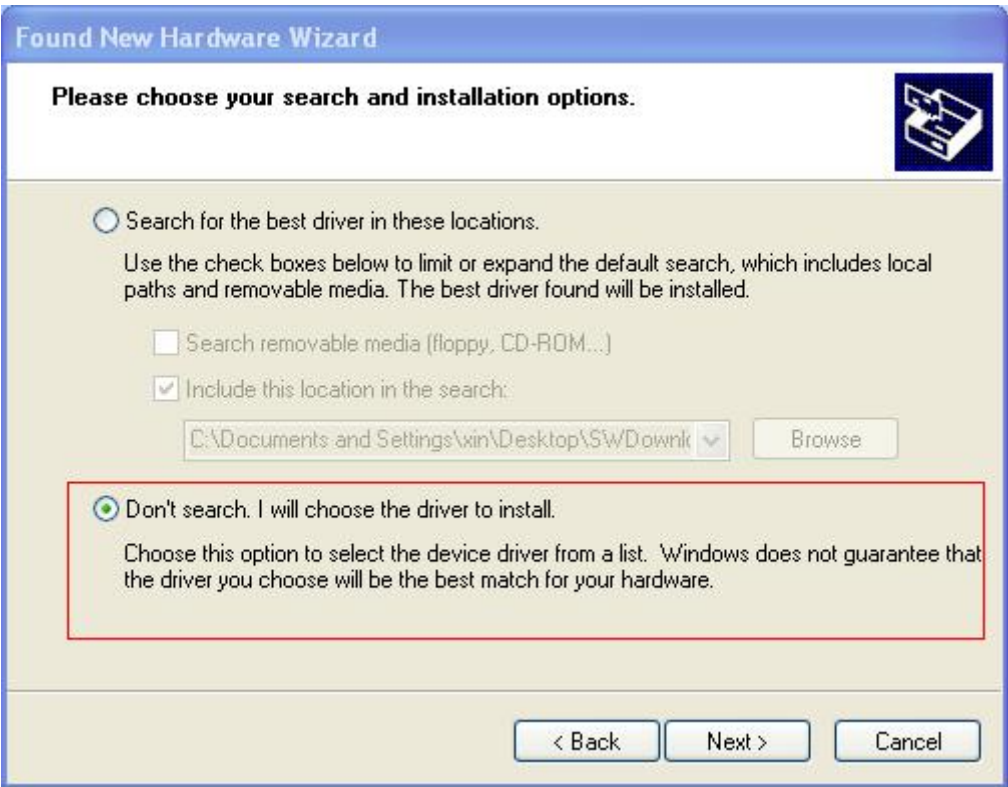 Found New Hardware Wizard
Please choose your search and installation options.
Search for the best driver in these locations.
Use the check boxes below to limit or expand the default search, which includes local
paths and removable media. The best driver found will be installed.
Search removable media (floppy, CD-ROM...)
Include this location in the search:
C:\Documents and Settings\xin\Desktop\SWDownl
Browse
Don't search. I will choose the driver to install.
Choose this option to select the device driver from a list. Windows does not guarantee that
the driver you choose will be the best match for your hardware.
< Back Next > Cancel